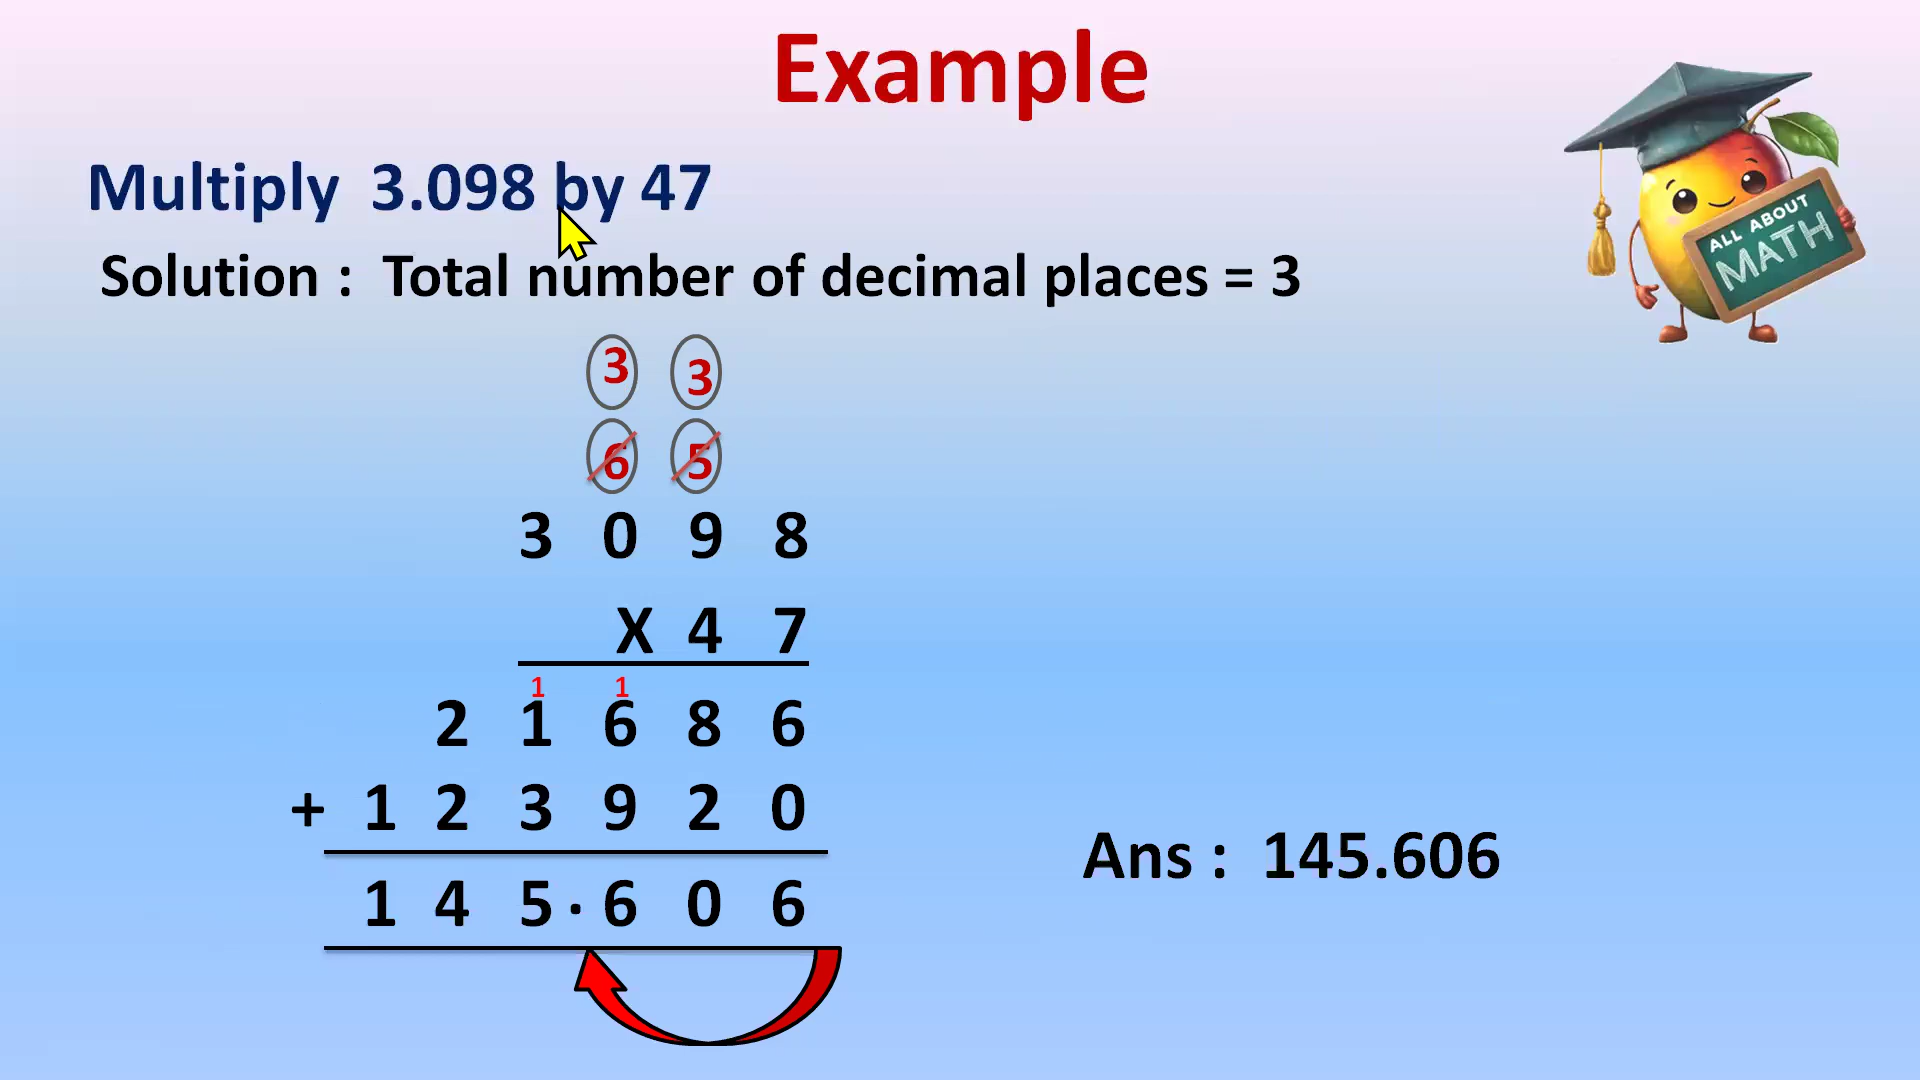 Example
Multiply 3.098 by 47
ALL ABOUT
MATH
Solution : Total number of decimal places = 3
3 3
6 5
3 0 9 8
X 4 7
1 1
2 1 6 8 6
+ 1 2 3 9 2 0
1 4 5 . 6 0 6
Ans : 145.606